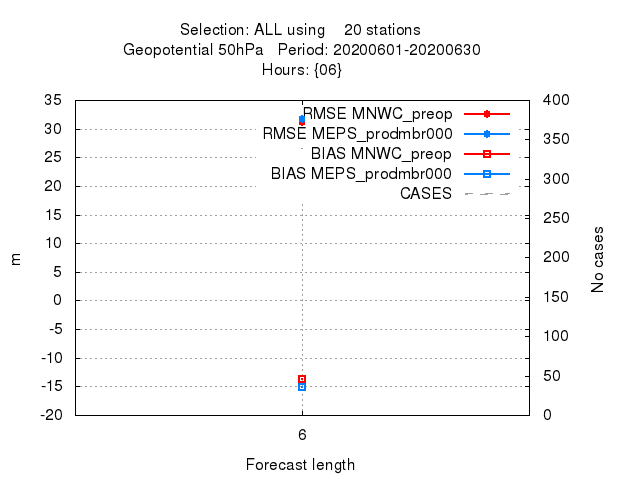 Selection: ALL using    20 stations
Geopotential 50hPa   Period: 20200601-20200630
Hours: {06}
RMSE MNWC_preop
RMSE MEPS_prodmbr000
BIAS MNWC_preop
BIAS MEPS_prodmbr000
CASES
35
30
25
20
15
10
5
0
-5
-10
-15
-20
m
400
350
300
250
200
150
100
50
0
No cases
6
Forecast length